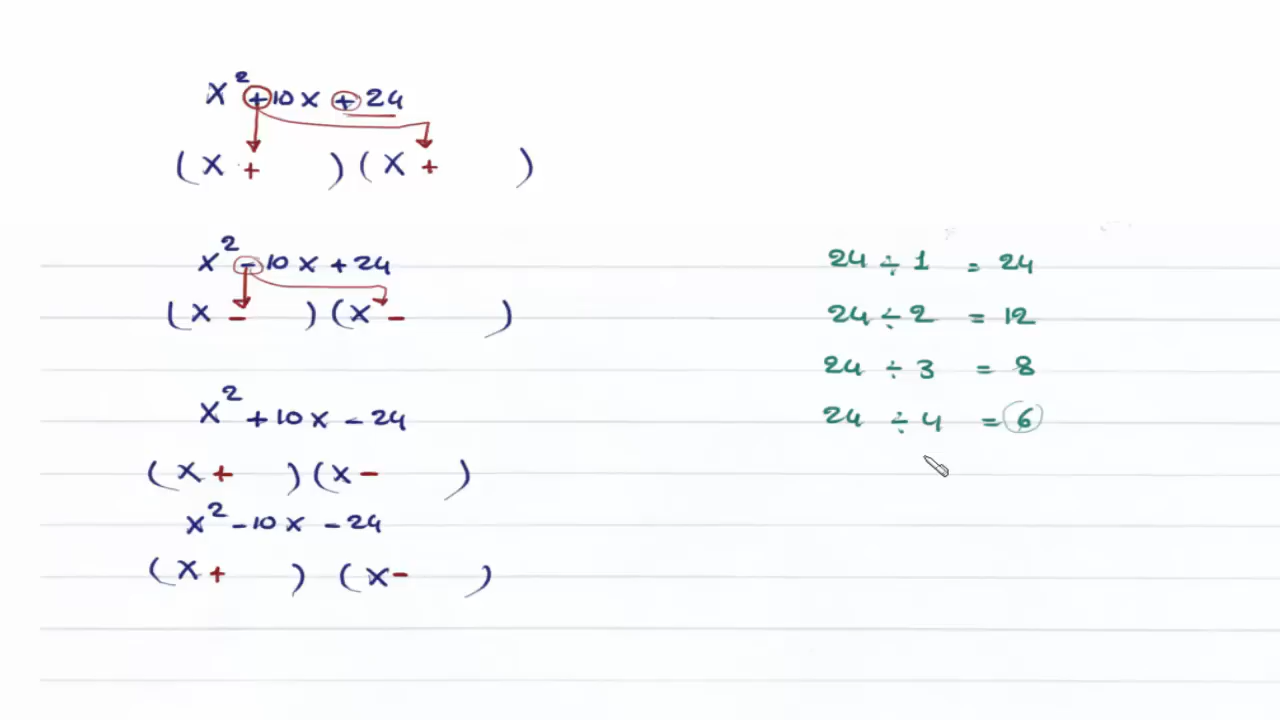 x² + 10x + 24
(x + ) (x + )
x² - 10x + 24
(x - ) (x - )
x² + 10x - 24
(x + ) (x - )
x² - 10x - 24
(x + ) (x - )
24 ÷ 1 = 24
24 ÷ 2 = 12
24 ÷ 3 = 8
24 ÷ 4 = 6